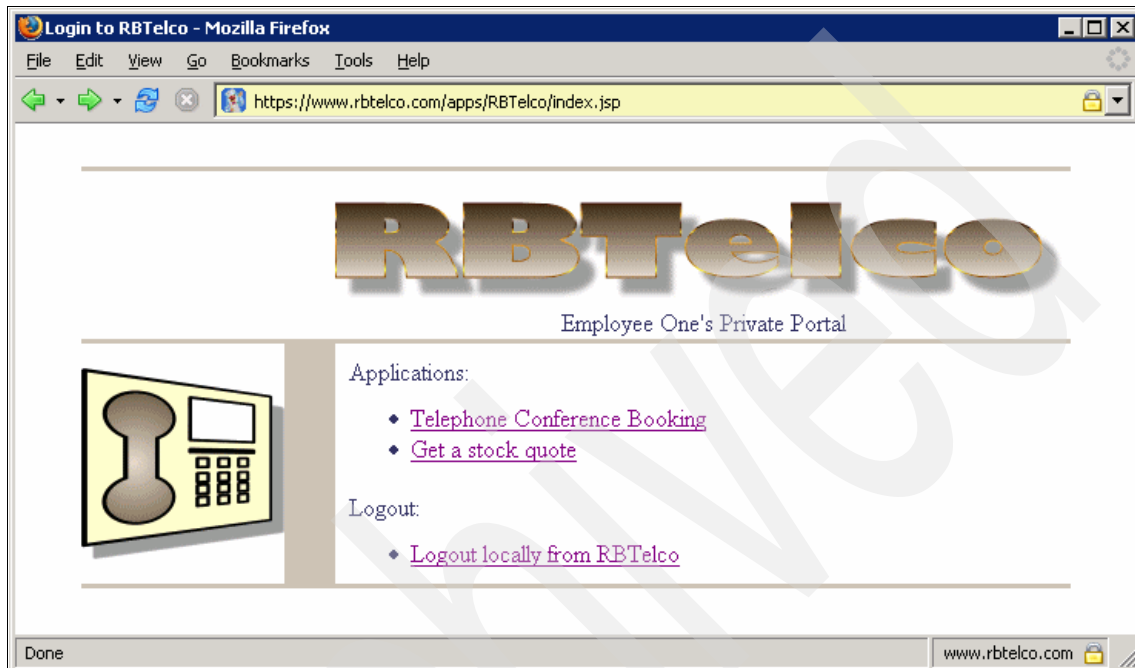 Login to RBTelco - Mozilla Firefox
File Edit View Go Bookmarks Tools Help
https://www.rbtelco.com/apps/RBTelco/index.jsp
RBTelco
Employee One's Private Portal
Applications:
Telephone Conference Booking
Get a stock quote
Logout:
Logout locally from RBTelco
Done www.rbtelco.com